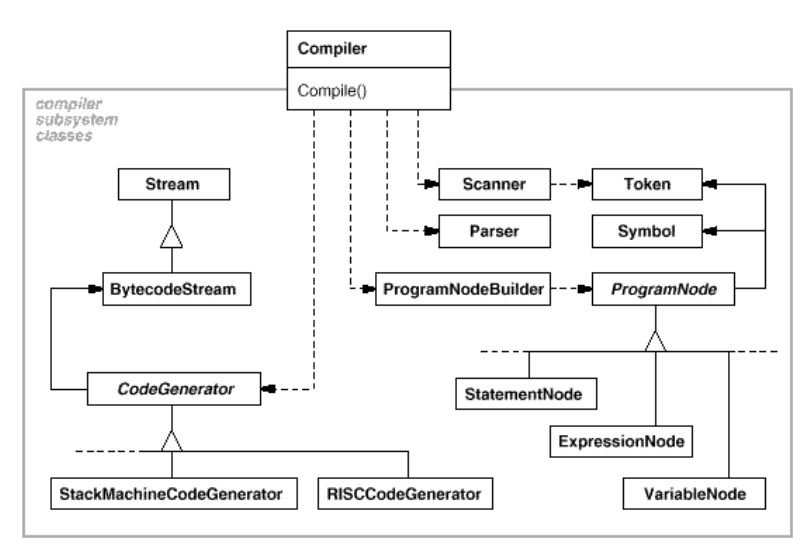 Compiler
Compile()
compiler
subsystem
classes
Stream
Scanner
Token
Parser
Symbol
BytecodeStream
ProgramNodeBuilder
ProgramNode
CodeGenerator
StatementNode
ExpressionNode
StackMachineCodeGenerator
RISCCodeGenerator
VariableNode